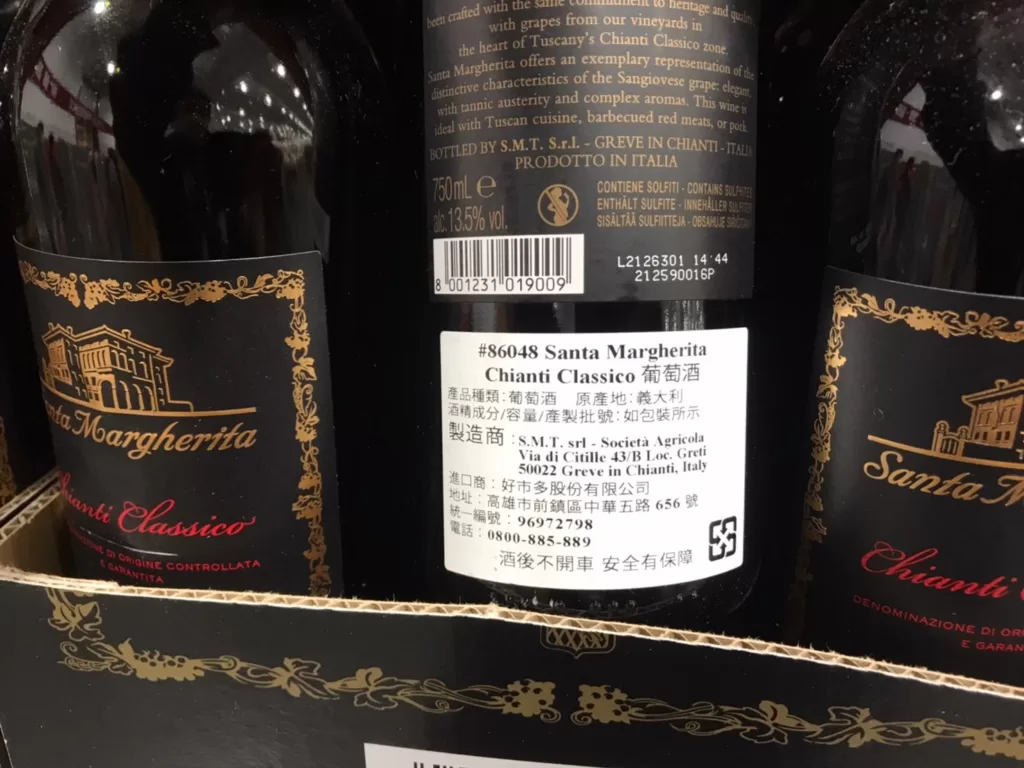 been crafted with the same commitment to heritage and quality
with grapes from our vineyards in
the heart of Tuscany's Chianti Classico zone.
Santa Margherita offers an exemplary representation of the
distinctive characteristics of the Sangiovese grape: elegant,
with tannic austerity and complex aromas. This wine is
ideal with Tuscan cuisine, barbecued red meats, or pork.
BOTTLED BY S.M.T. S.r.l. - GREVE IN CHIANTI - ITALIA
PRODOTTO IN ITALIA
750mL e
alc. 13.5% vol.
CONTIENE SOLFITI - CONTAINS SULPHITES
ENTHÄLT SULFITE - INNEHÅLLER
SISÄLTÄÄ SULFIITTEJA - OBSAHUJE
8 001231 019009
L2126301 14 44
212590016P
#86048 Santa Margherita
Chianti Classico 葡萄酒
產品種類:葡萄酒 原產地:義大利
酒精成分/容量/產製批號:如包裝所示
製造商:S.M.T. srl - Società Agricola
Via di Citille 43/B Loc. Greti
50022 Greve in Chianti, Italy
進口商:好市多股份有限公司
地址:高雄市前鎮區中華五路 656 號
統一編號:96972798
電話:0800-885-889
酒後不開車 安全有保障
Santa Margherita
Chianti Classico
DENOMINAZIONE DI ORIGINE CONTROLLATA
E GARANTITA
Santa M
Chianti
DENOMINAZIONE DI ORI
E GARAN